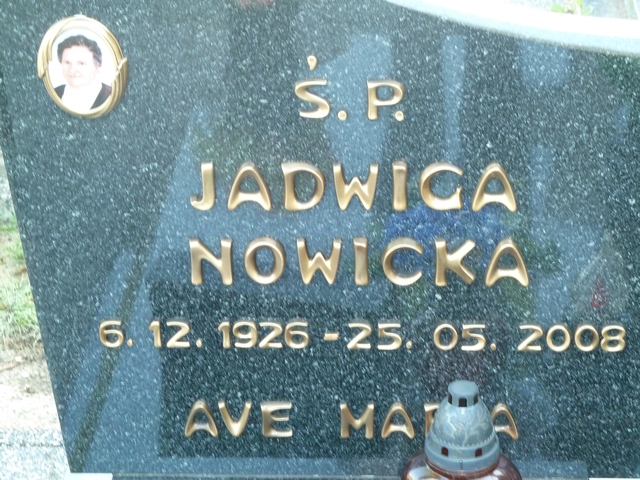 Ś. P.
JADWIGA
NOWICKA
6. 12. 1926 - 25. 05. 2008
AVE